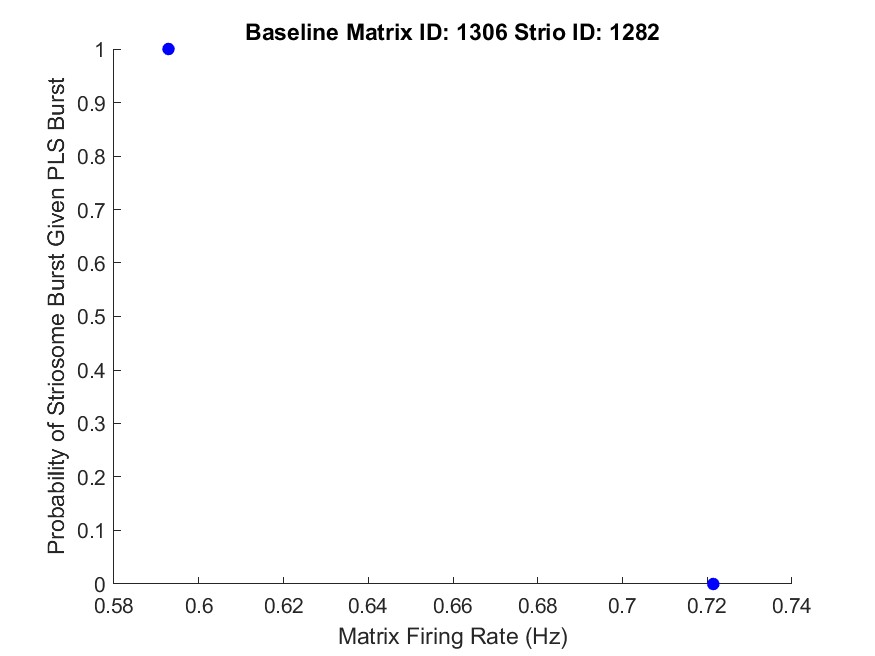 Baseline Matrix ID: 1306 Strio ID: 1282
Probability of Striosome Burst Given PLS Burst
1
0.9
0.8
0.7
0.6
0.5
0.4
0.3
0.2
0.1
0
0.58 0.6 0.62 0.64 0.66 0.68 0.7 0.72 0.74
Matrix Firing Rate (Hz)